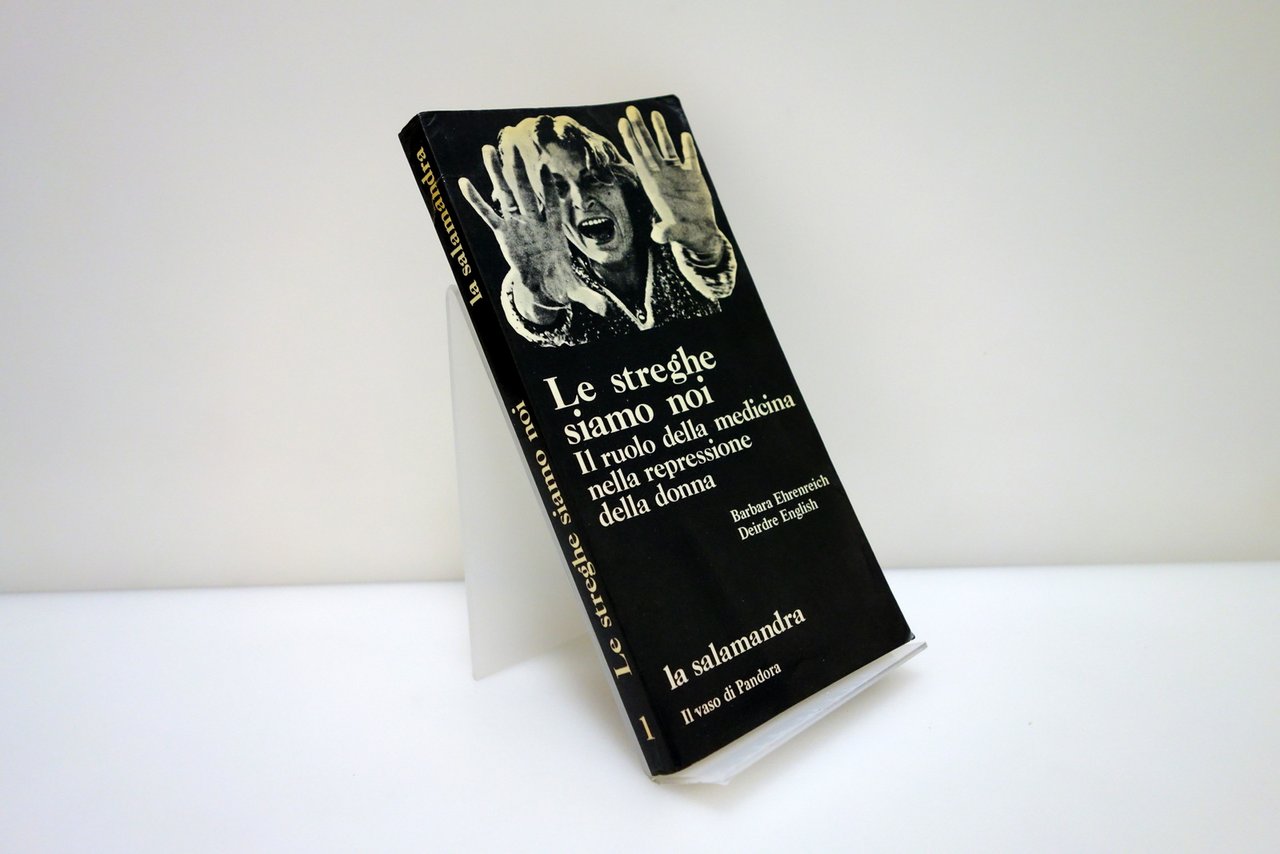 la salamandra
Le streghe siamo noi
1
Le streghe
siamo noi
Il ruolo della medicina
nella repressione
della donna
Barbara Ehrenreich
Deirdre English
la salamandra
Il vaso di Pandora